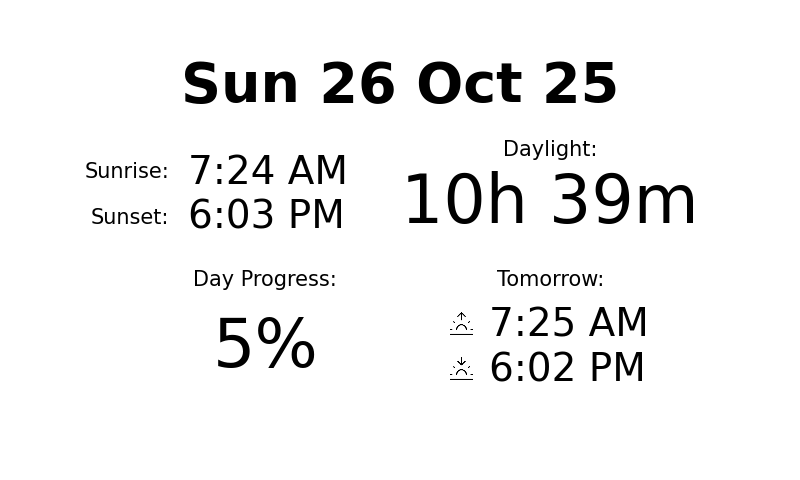 Sun 26 Oct 25
Sunrise: 7:24 AM
Sunset: 6:03 PM
Daylight:
10h 39m
Day Progress:
5%
Tomorrow:
7:25 AM
6:02 PM